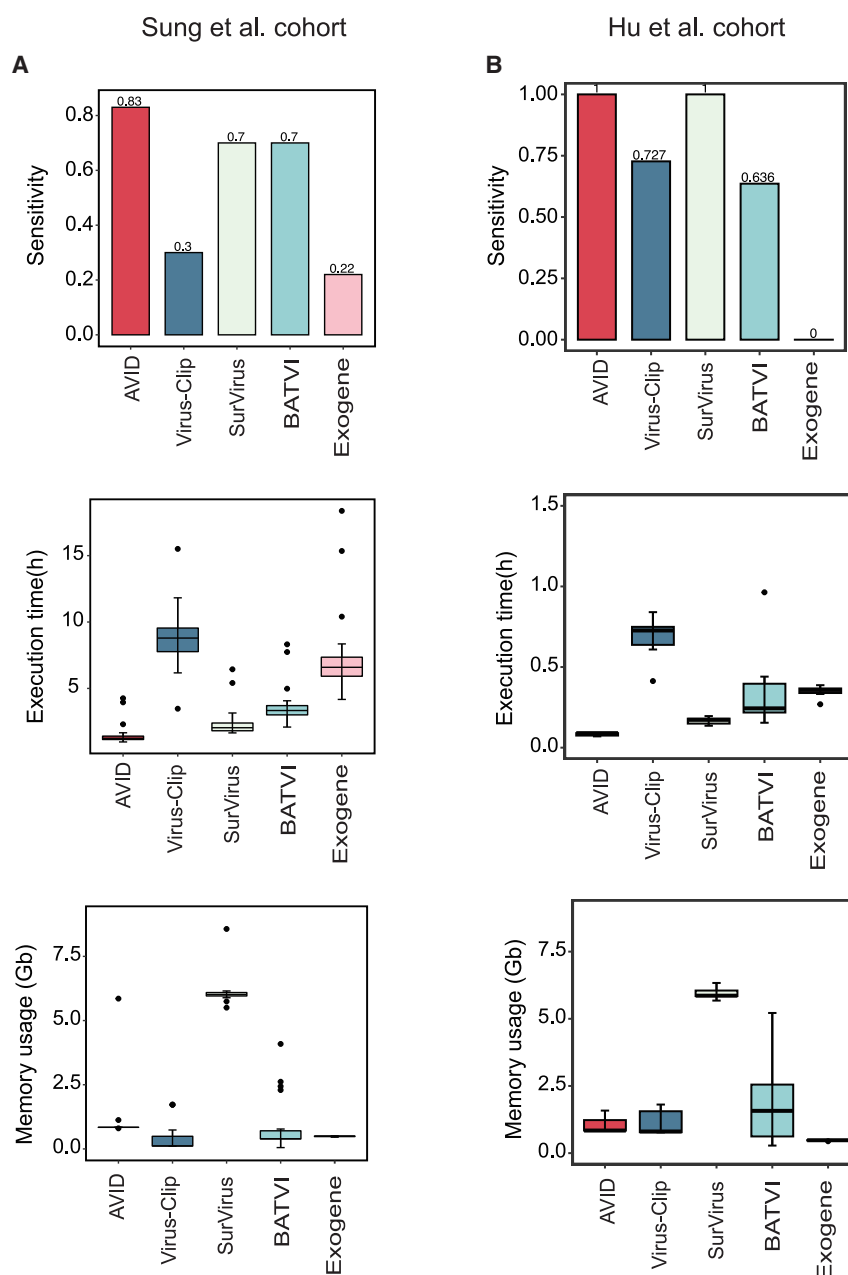 Sung et al. cohort
Hu et al. cohort
A
B
Sensitivity
0.8
0.6
0.4
0.2
0.0
0.83
0.3
0.7
0.7
0.22
AVID
Virus-Clip
SurVirus
BATVI
Exogene
Sensitivity
1.00
0.75
0.50
0.25
0.00
1
0.727
1
0.636
0
AVID
Virus-Clip
SurVirus
BATVI
Exogene
Execution time(h)
15
10
5
AVID
Virus-Clip
SurVirus
BATVI
Exogene
Execution time(h)
1.5
1.0
0.5
0.0
AVID
Virus-Clip
SurVirus
BATVI
Exogene
Memory usage (Gb)
7.5
5.0
2.5
0.0
AVID
Virus-Clip
SurVirus
BATVI
Exogene
Memory usage (Gb)
7.5
5.0
2.5
0.0
AVID
Virus-Clip
SurVirus
BATVI
Exogene